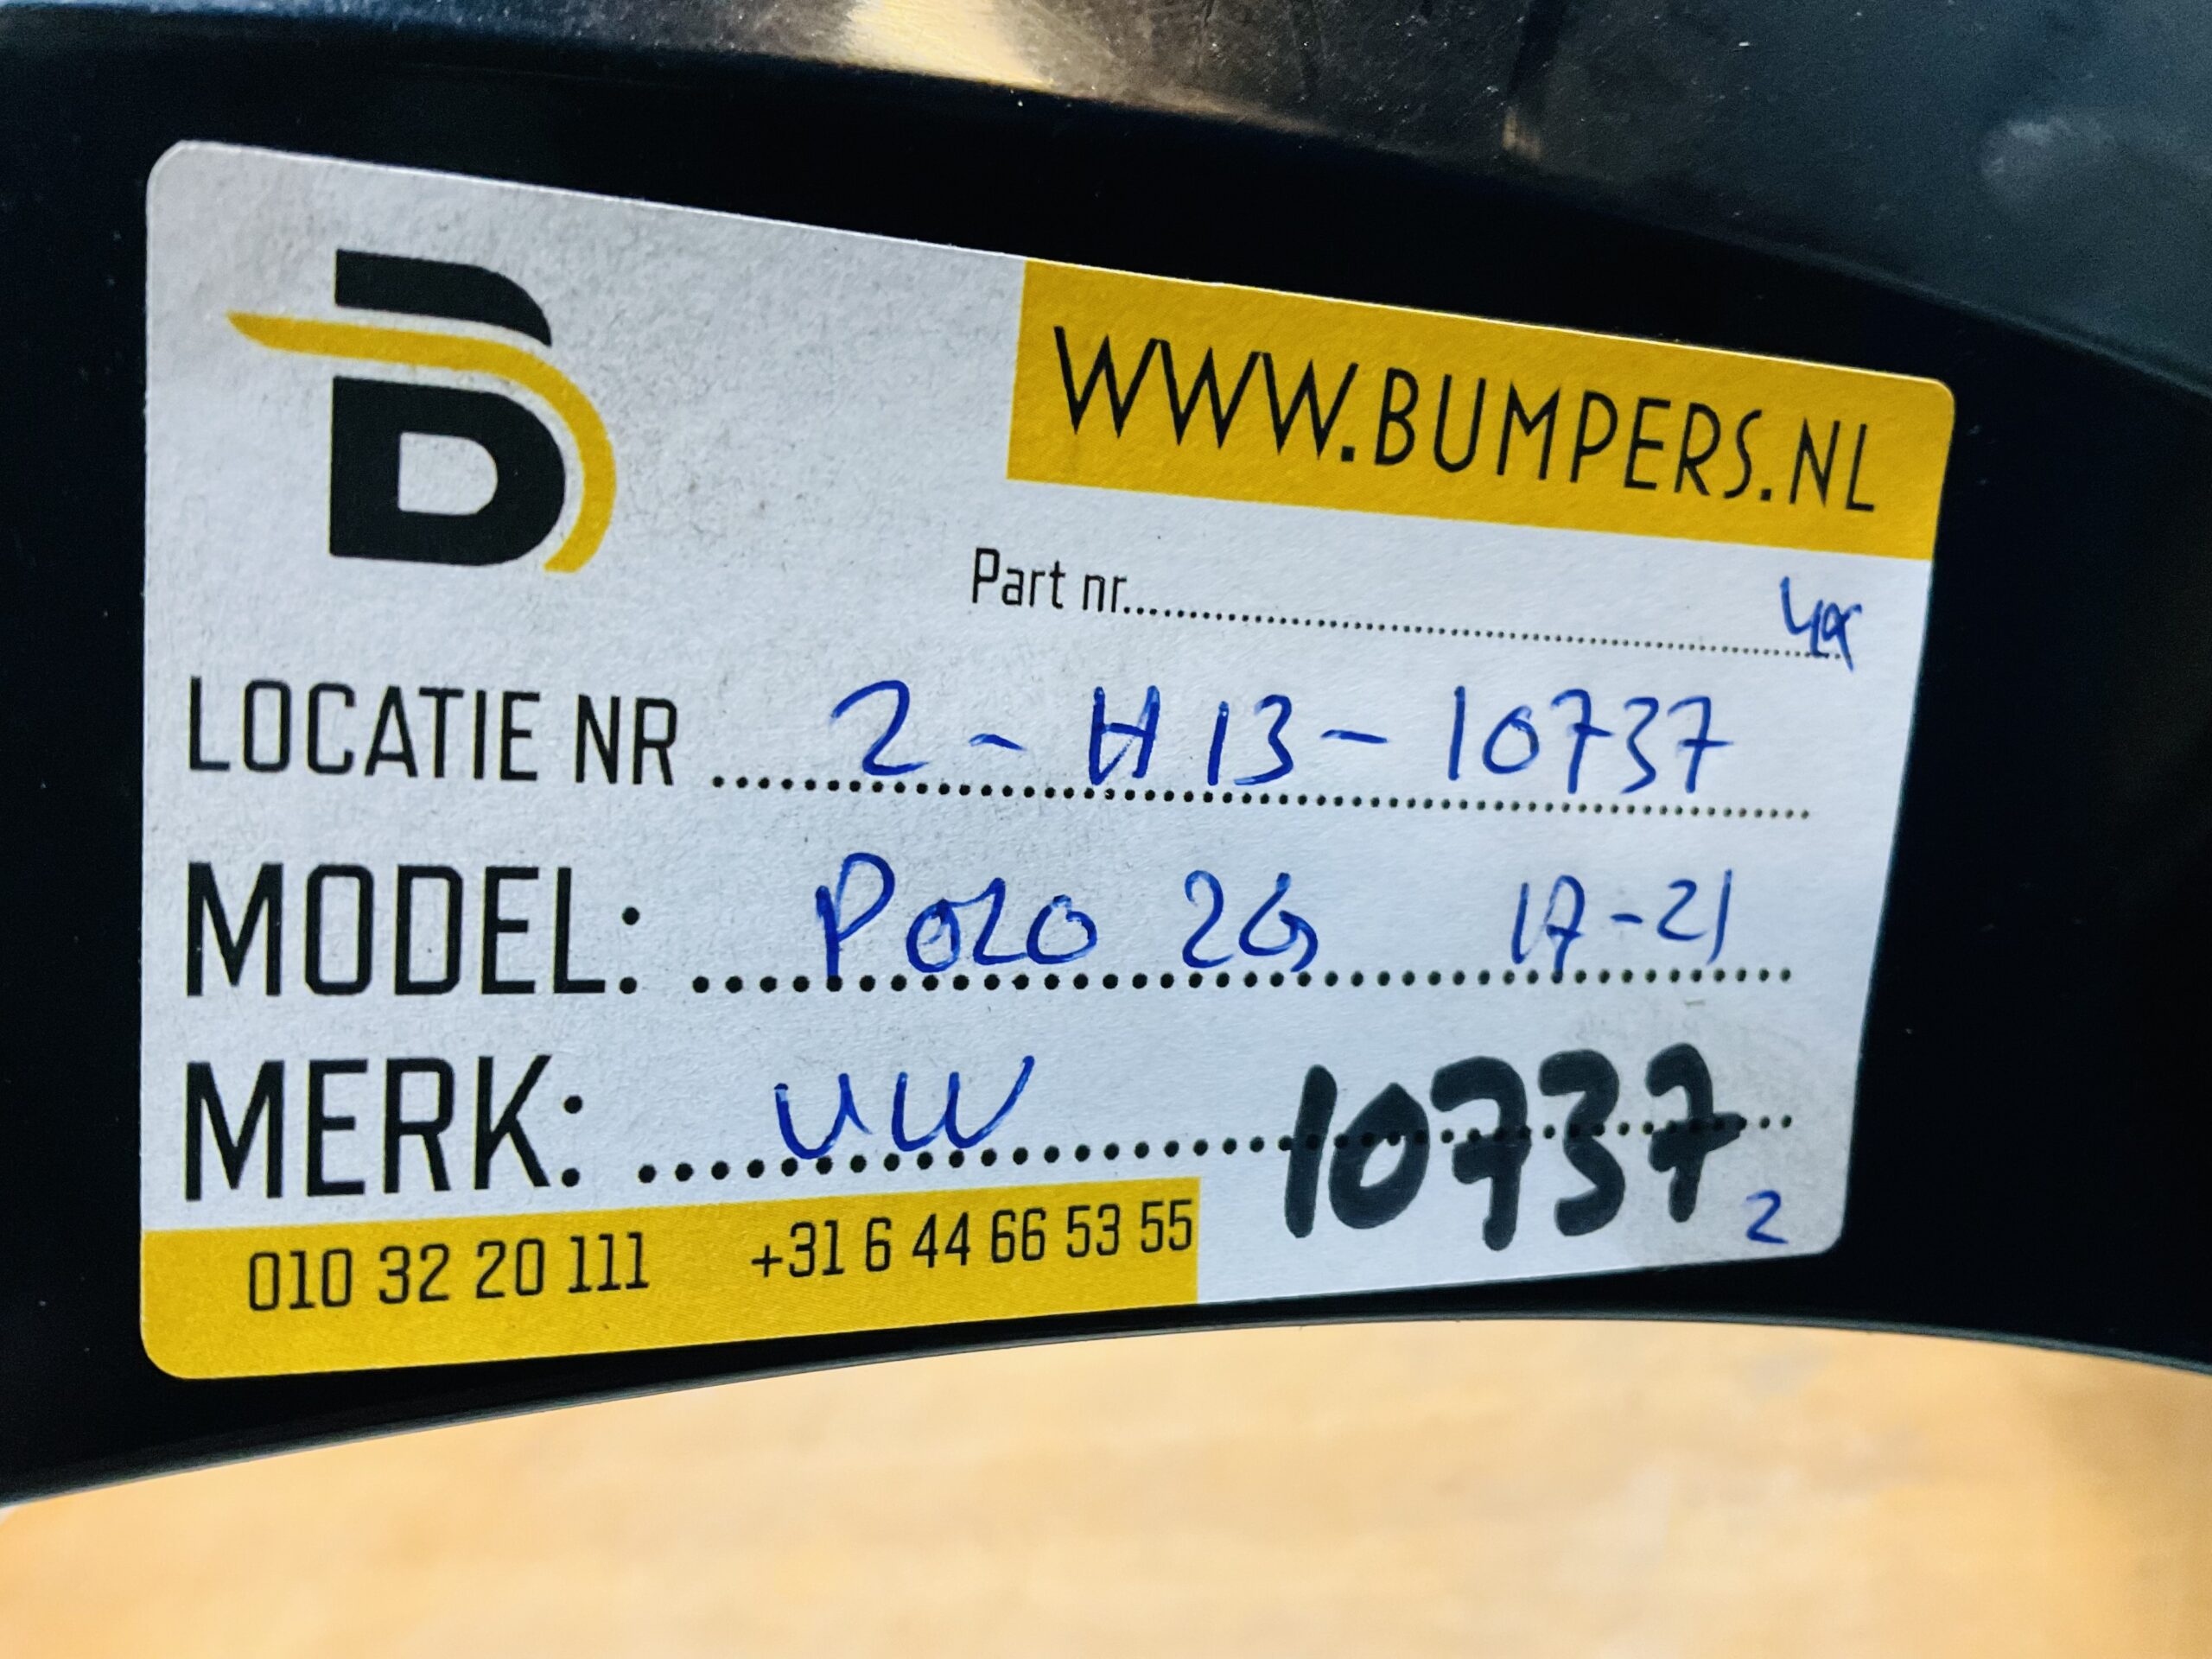 B
WWW.BUMPERS.NL
Part nr..............................
LOCATIE NR .... 2 - H13 - 10737
MODEL: .... Polo 2G 17-21
MERK: .... VW 10737
2
010 32 20 111 +31 6 44 66 53 55